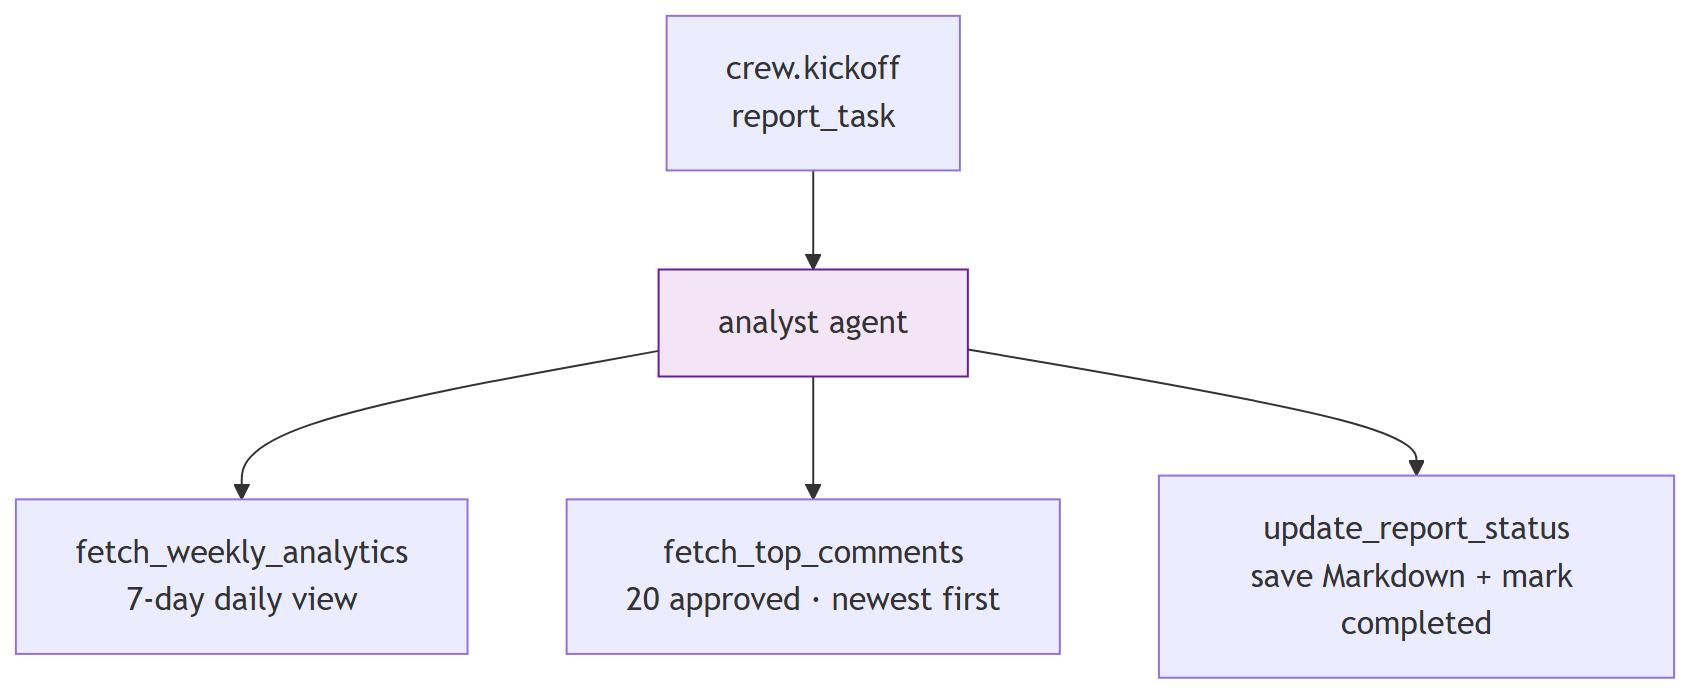 crew.kickoff
report_task
analyst agent
fetch_weekly_analytics
7-day daily view
fetch_top_comments
20 approved · newest first
update_report_status
save Markdown + mark
completed